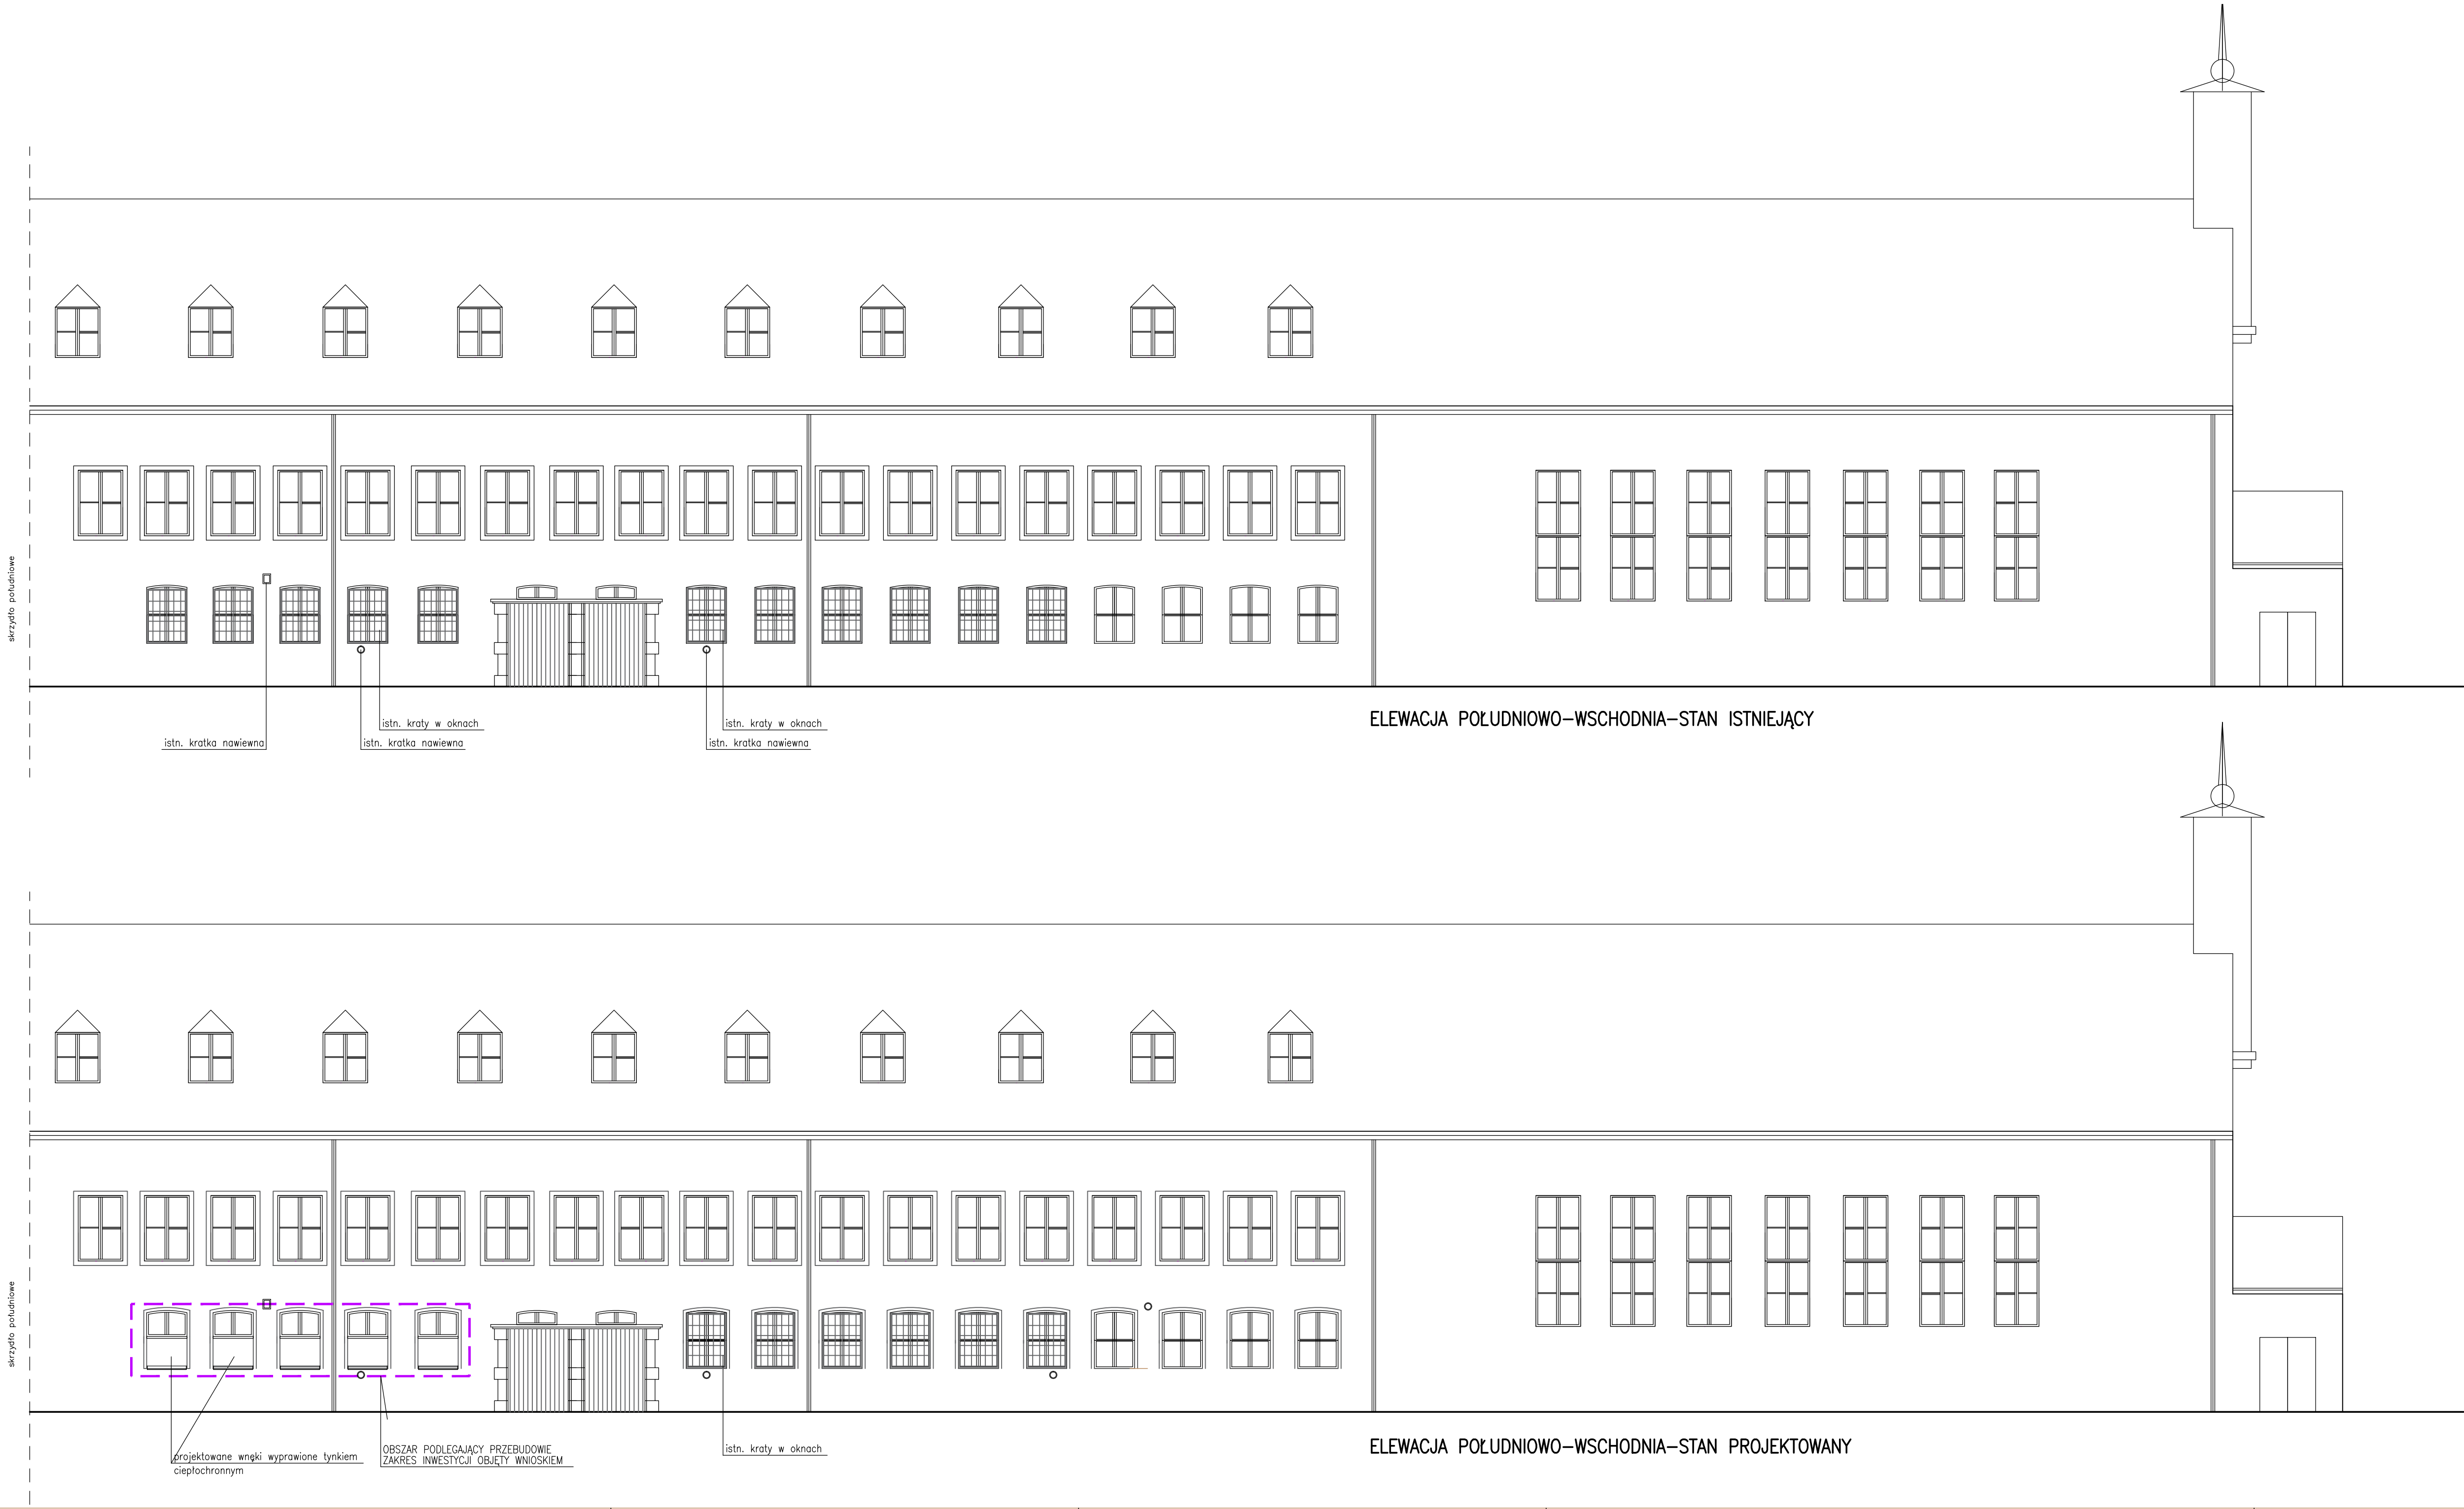 skrzydło południowe
istn. kraty w oknach
istn. kraty w oknach
istn. kratka nawiewna
istn. kratka nawiewna
istn. kratka nawiewna
ELEWACJA POŁUDNIOWO-WSCHODNIA-STAN ISTNIEJĄCY
skrzydło południowe
projektowane wnęki wyprawione tynkiem
ciepłochronnym
OBSZAR PODLEGAJĄCY PRZEBUDOWIE
ZAKRES INWESTYCJI OBJĘTY WNIOSKIEM
istn. kraty w oknach
ELEWACJA POŁUDNIOWO-WSCHODNIA-STAN PROJEKTOWANY